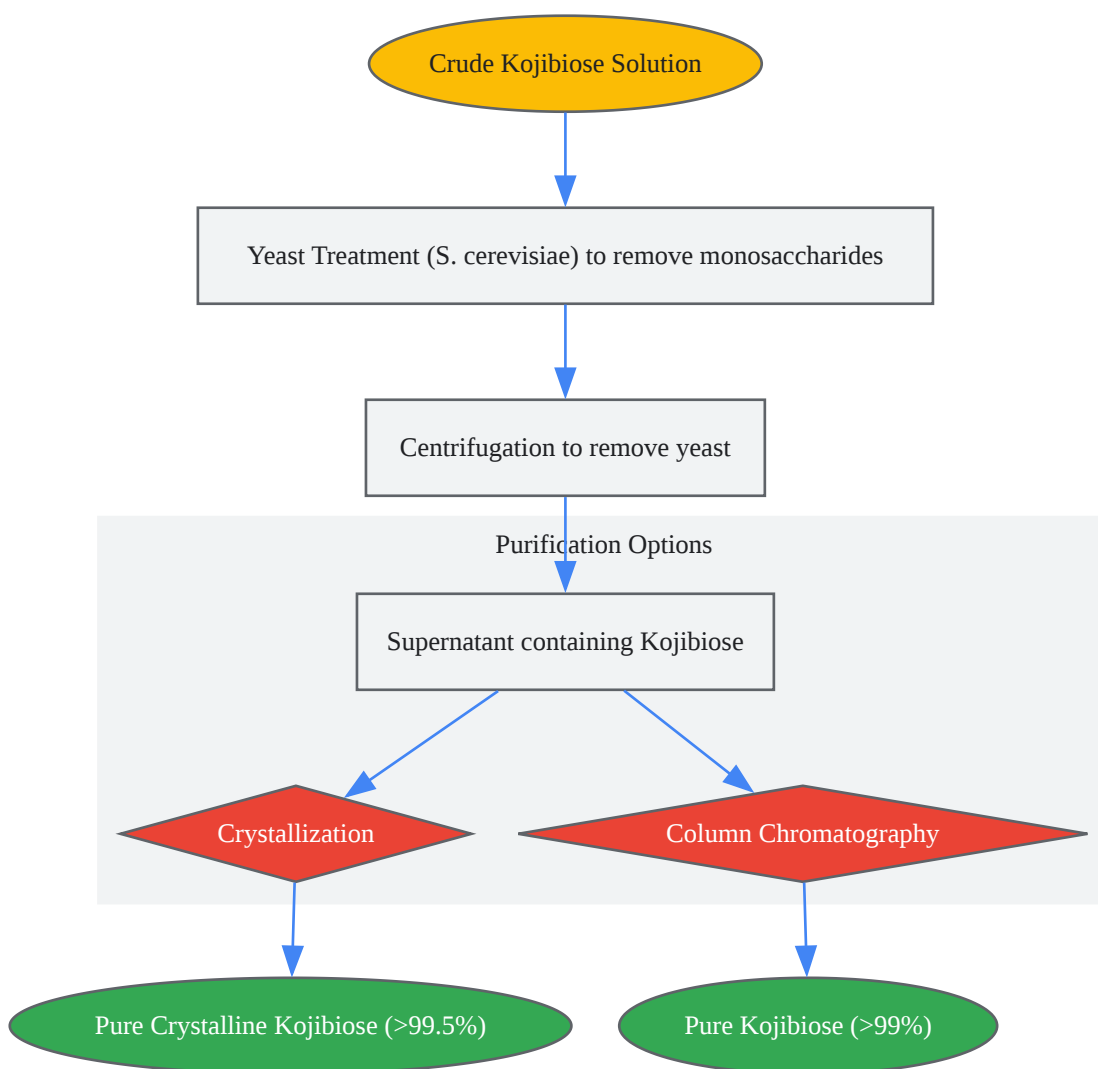 Crude Kojibiose Solution
Yeast Treatment (S. cerevisiae) to remove monosaccharides
Centrifugation to remove yeast
Purification Options
Supernatant containing Kojibiose
Crystallization
Column Chromatography
Pure Crystalline Kojibiose (>99.5%)
Pure Kojibiose (>99%)